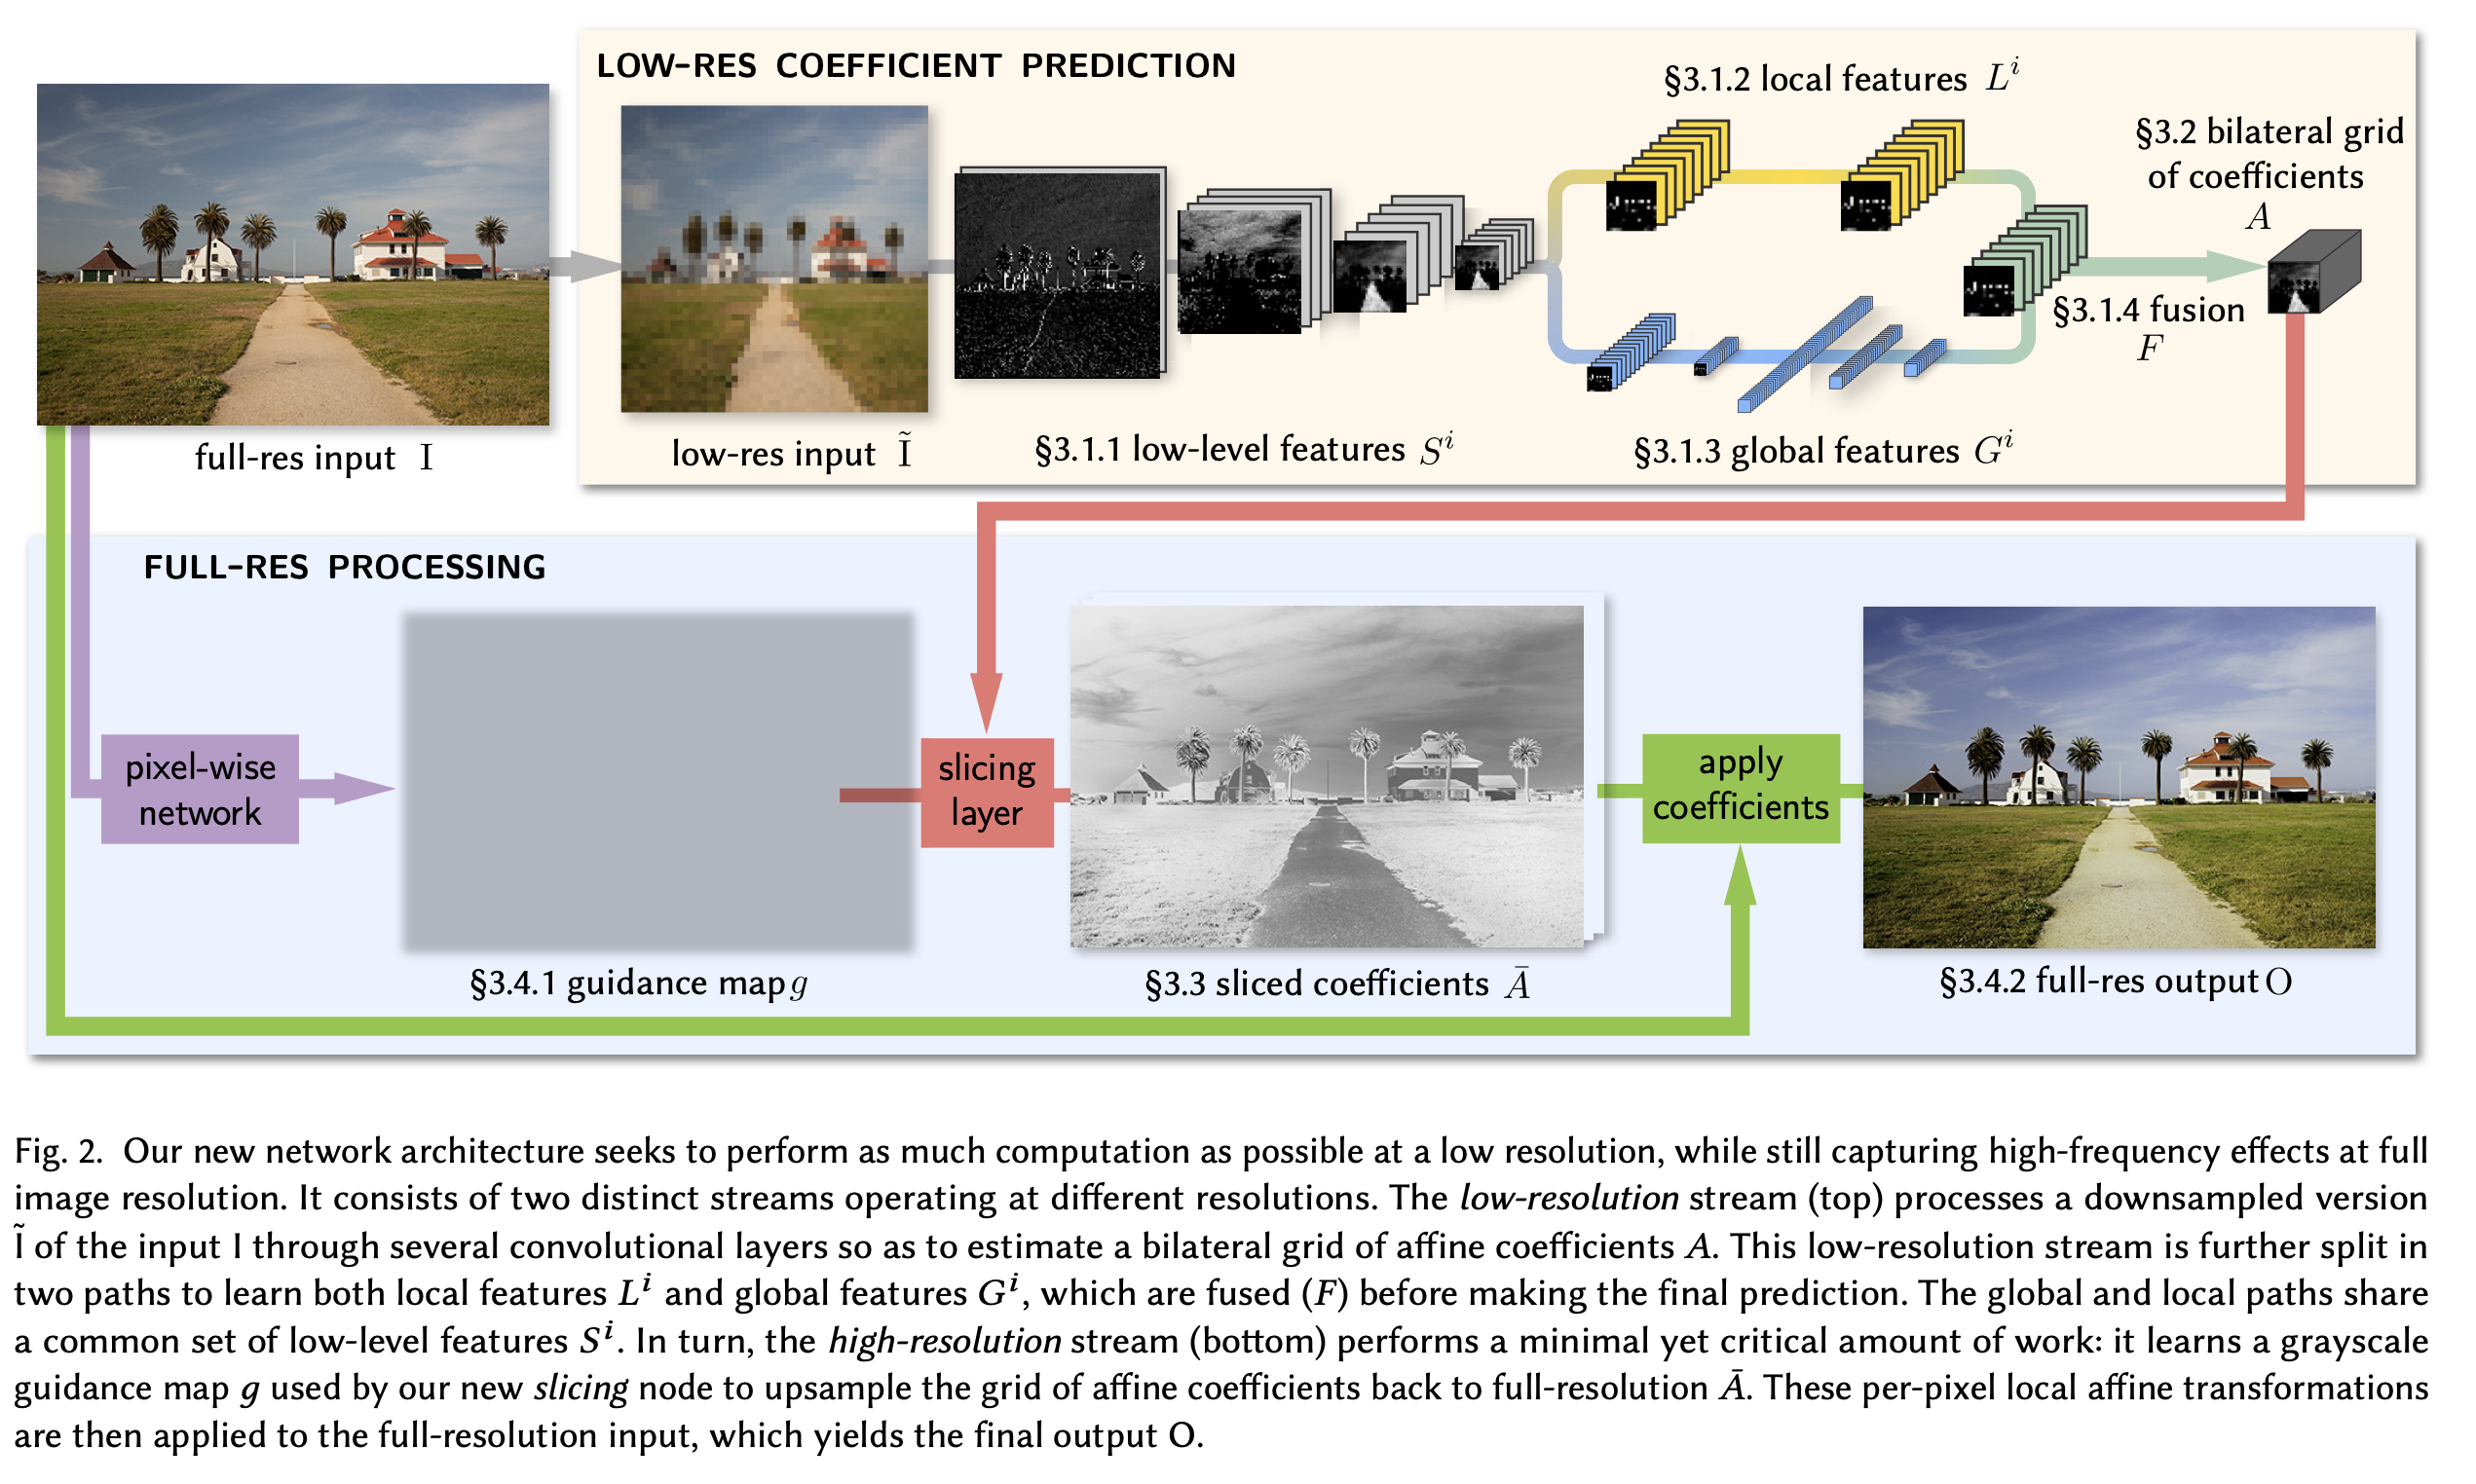 LOW-RES COEFFICIENT PREDICTION
§3.1.2 local features Lⁱ
§3.2 bilateral grid
of coefficients
A
§3.1.4 fusion
F
full-res input I
low-res input Ĩ
§3.1.1 low-level features Sⁱ
§3.1.3 global features Gⁱ
FULL-RES PROCESSING
pixel-wise
network
slicing
layer
apply
coefficients
§3.4.1 guidance map g
§3.3 sliced coefficients Ā
§3.4.2 full-res output O
Fig. 2. Our new network architecture seeks to perform as much computation as possible at a low resolution, while still capturing high-frequency effects at full
image resolution. It consists of two distinct streams operating at different resolutions. The low-resolution stream (top) processes a downsampled version
Ĩ of the input I through several convolutional layers so as to estimate a bilateral grid of affine coefficients A. This low-resolution stream is further split in
two paths to learn both local features Lⁱ and global features Gⁱ, which are fused (F) before making the final prediction. The global and local paths share
a common set of low-level features Sⁱ. In turn, the high-resolution stream (bottom) performs a minimal yet critical amount of work: it learns a grayscale
guidance map g used by our new slicing node to upsample the grid of affine coefficients back to full-resolution Ā. These per-pixel local affine transformations
are then applied to the full-resolution input, which yields the final output O.